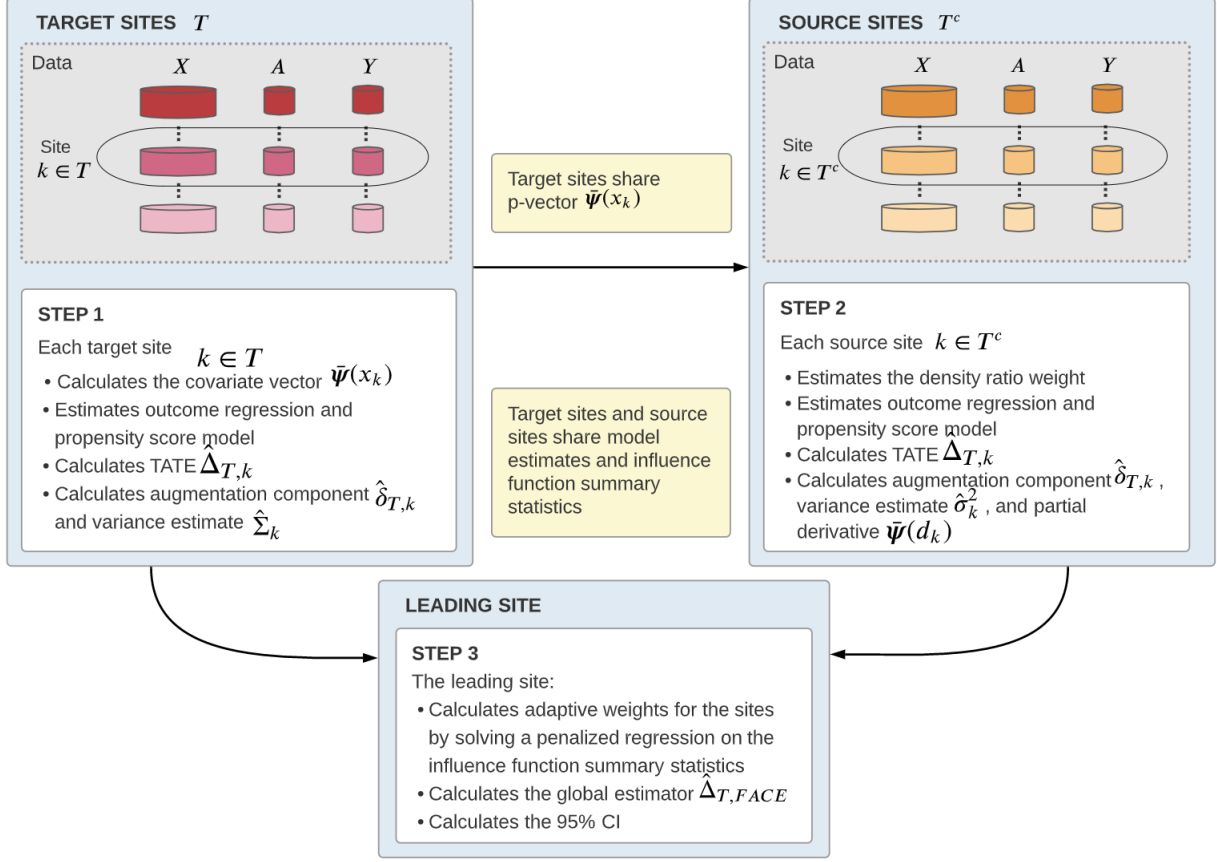 TARGET SITES T
Data
X A Y
Site
k ∈ T
STEP 1
Each target site k ∈ T
• Calculates the covariate vector ψ̄(x_k)
• Estimates outcome regression and
propensity score model
• Calculates TATE Δ̂_{T,k}
• Calculates augmentation component δ̂_{T,k}
and variance estimate Σ̂_k
Target sites share
p-vector ψ̄(x_k)
Target sites and source
sites share model
estimates and influence
function summary
statistics
SOURCE SITES T^c
Data
X A Y
Site
k ∈ T^c
STEP 2
Each source site k ∈ T^c
• Estimates the density ratio weight
• Estimates outcome regression and
propensity score model
• Calculates TATE Δ̂_{T,k}
• Calculates augmentation component δ̂_{T,k} ,
variance estimate σ̂²_k , and partial
derivative ψ̄(d_k)
LEADING SITE
STEP 3
The leading site:
• Calculates adaptive weights for the sites
by solving a penalized regression on the
influence function summary statistics
• Calculates the global estimator Δ̂_{T,FACE}
• Calculates the 95% CI